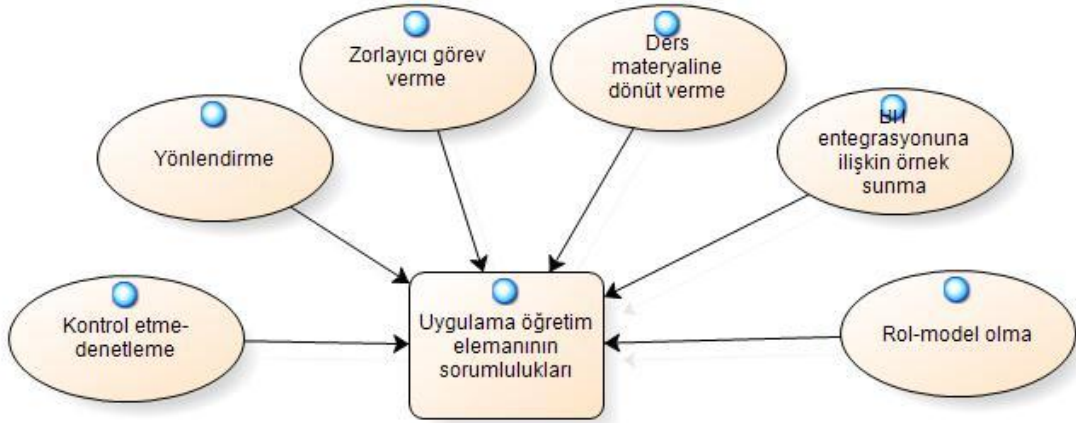 Zorlayıcı görev
verme
Ders
materyaline
dönüt verme
Yönlendirme
entegrasyonuna
ilişkin örnek
sunma
Kontrol etme-
denetleme
Uygulama öğretim
elemanının
sorumlulukları
Rol-model olma